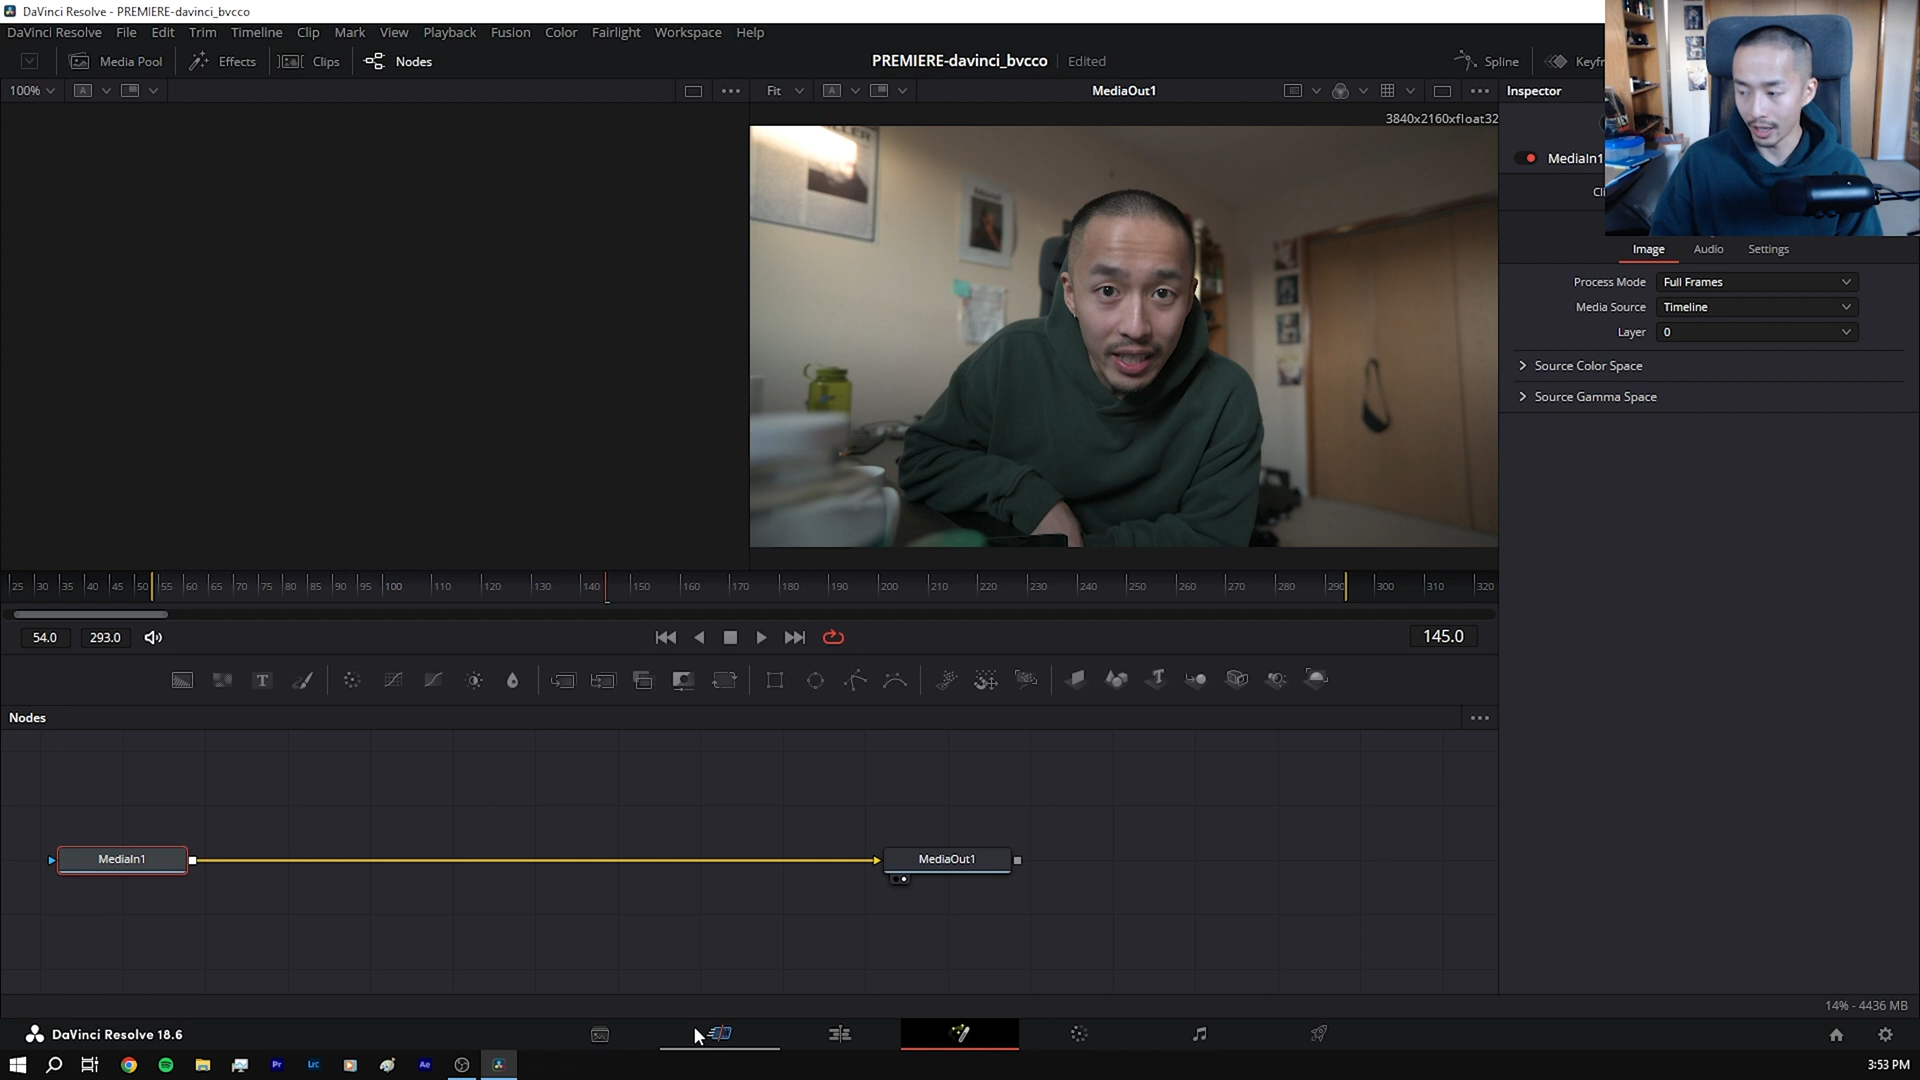 DaVinci Resolve - PREMIERE-davinci_bvcco
DaVinci Resolve File Edit Trim Timeline Clip Mark View Playback Fusion Color Fairlight Workspace Help
Media Pool Effects Clips Nodes PREMIERE-davinci_bvcco Edited Spline Keyfr
100% A Fit A MediaOut1 Inspector
3840x2160xfloat32
MediaIn1
Cli
Image Audio Settings
Process Mode Full Frames
Media Source Timeline
Layer 0
Source Color Space
Source Gamma Space
25 30 35 40 45 50 55 60 65 70 75 80 85 90 95 100 110 120 130 140 150 160 170 180 190 200 210 220 230 240 250 260 270 280 290 300 310 320
54.0 293.0 145.0
T
Nodes
MediaIn1 MediaOut1
14% - 4436 MB
DaVinci Resolve 18.6
Pr Lrc Ae 3:53 PM